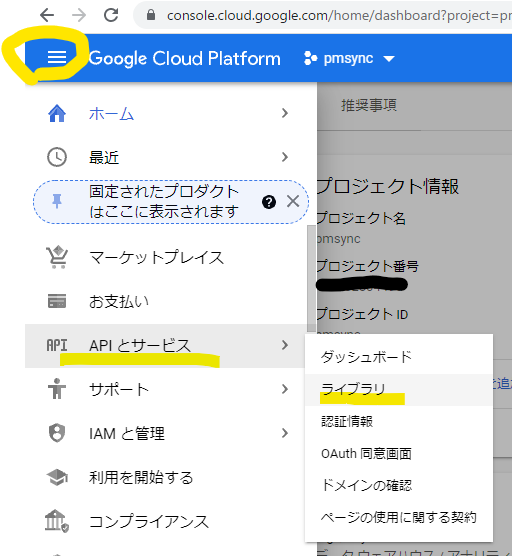 console.cloud.google.com/home/dashboard?project=pr
Google Cloud Platform
pmsync
ホーム
最近
固定されたプロダクト
はここに表示されます
マーケットプレイス
お支払い
API とサービス
サポート
IAM と管理
利用を開始する
コンプライアンス
ダッシュボード
ライブラリ
認証情報
OAuth 同意画面
ドメインの確認
ページの使用に関する契約
推奨事項
プロジェクト情報
プロジェクト名
pmsync
プロジェクト番号
プロジェクト ID
pmsync
を追